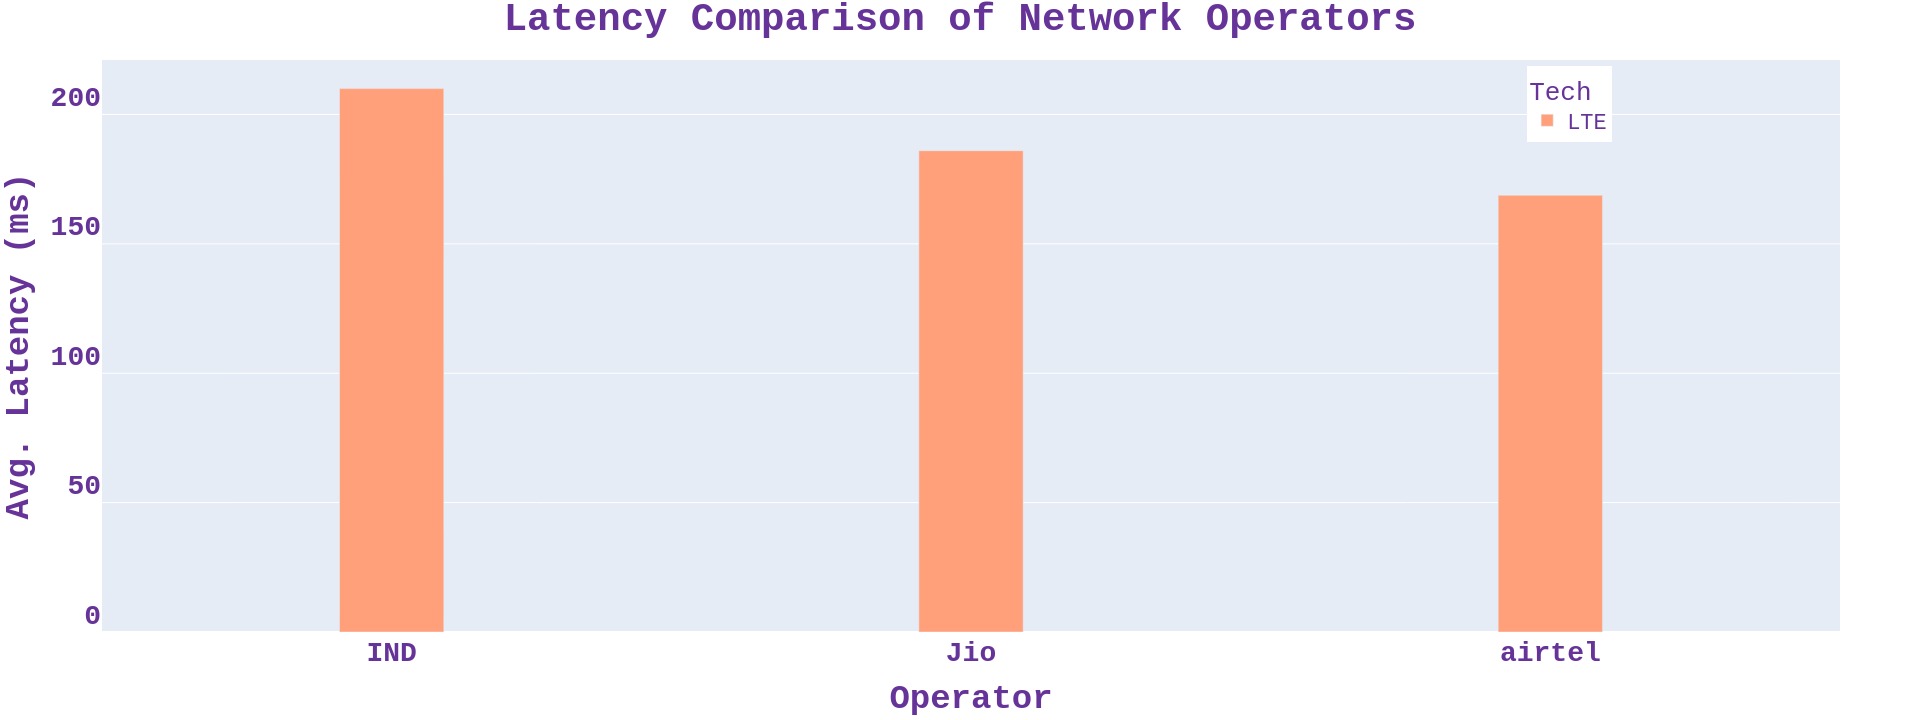 Latency Comparison of Network Operators
Avg. Latency (ms)
200
150
100
50
0
Tech
LTE
IND Jio airtel
Operator